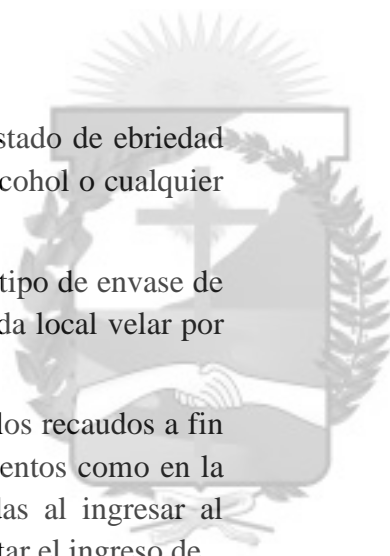 stado de ebriedad
cohol o cualquier
tipo de envase de
da local velar por
los recaudos a fin
entos como en la
las al ingresar al
tar el ingreso de